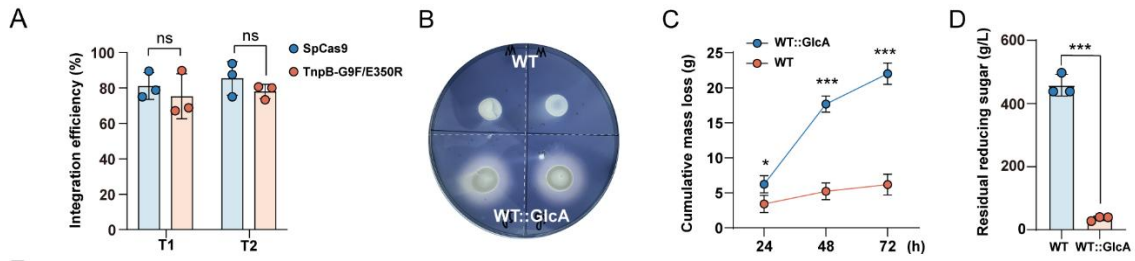 A
Integration efficiency (%)
100
80
60
40
20
0
ns
ns
T1
T2
SpCas9
TnpB-G9F/E350R
B
WT
WT::GlcA
C
Cumulative mass loss (g)
25
20
15
10
5
0
WT::GlcA
WT
*
***
***
24
48
72
(h)
D
Residual reducing sugar (g/L)
600
400
200
0
***
WT
WT::GlcA